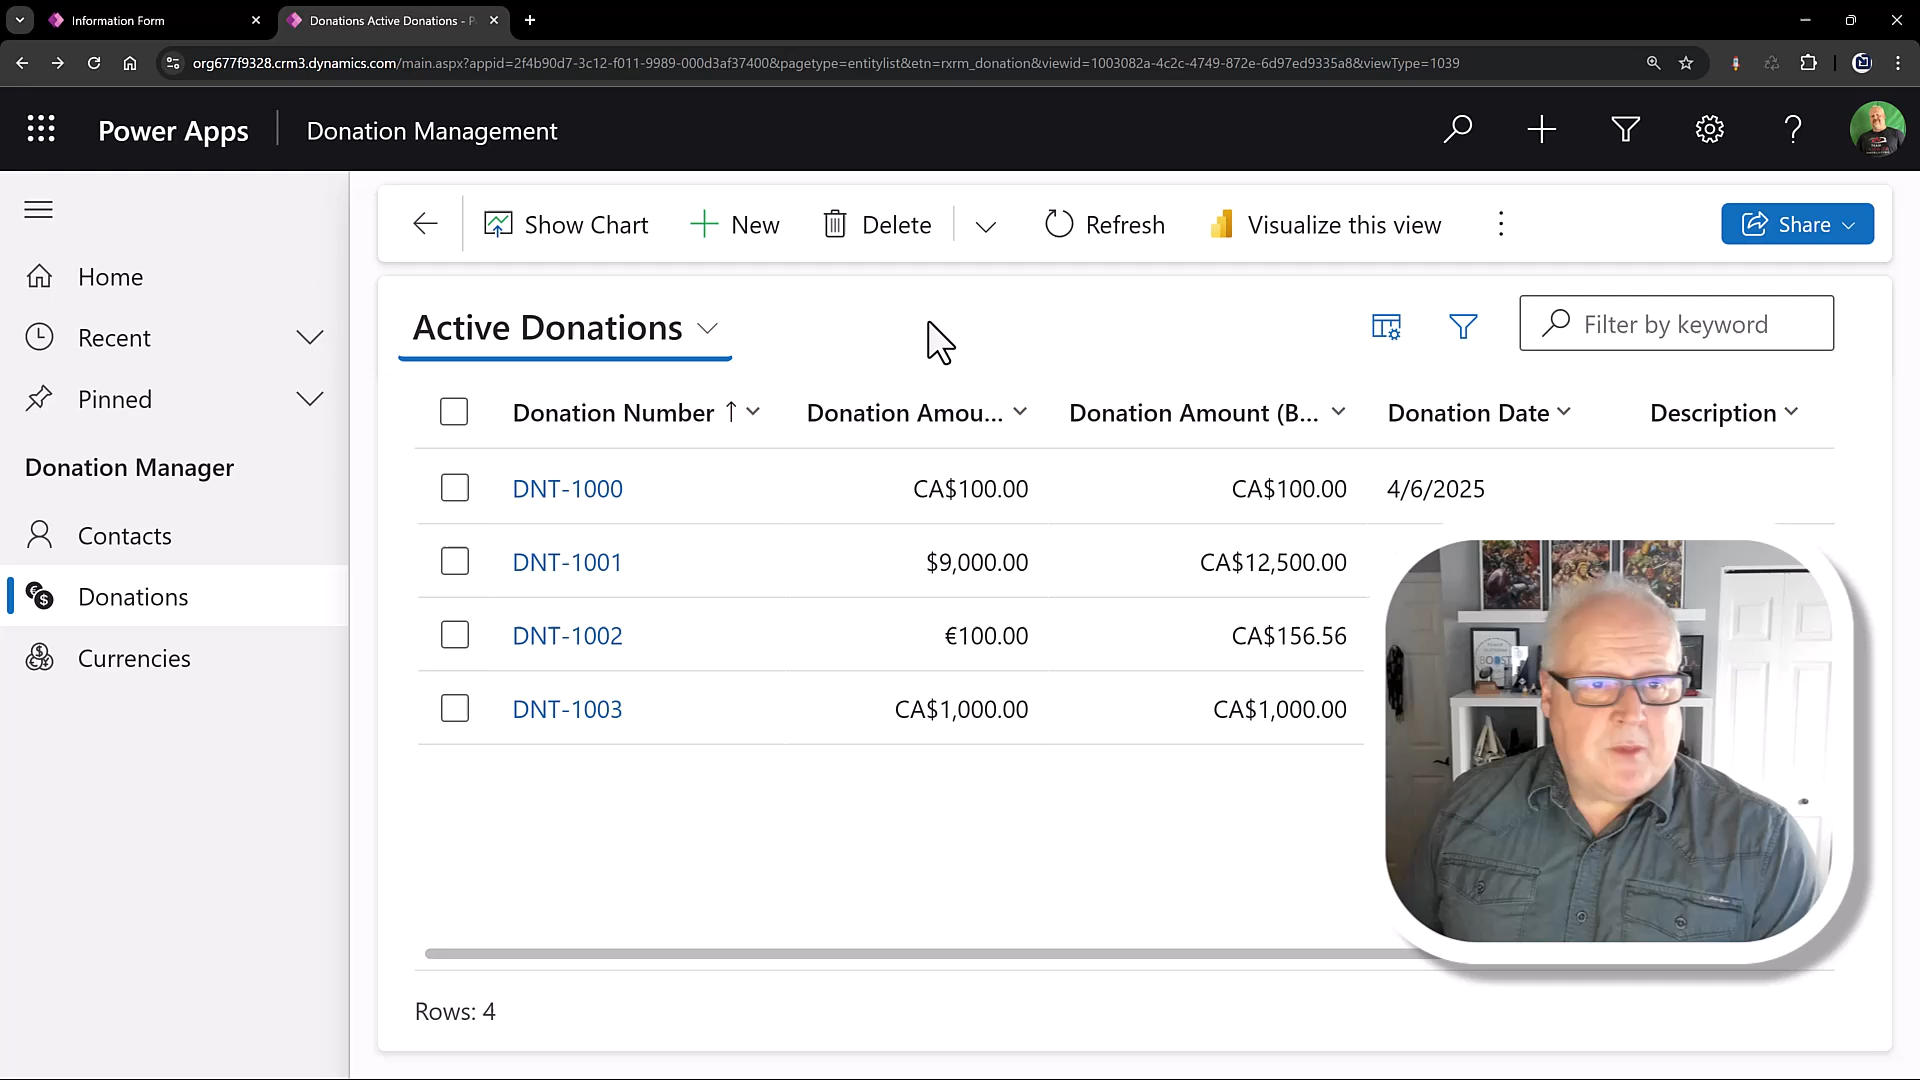 Information Form
Donations Active Donations - P
org677f9328.crm3.dynamics.com/main.aspx?appid=2f4b90d7-3c12-f011-9989-000d3af37400&pagetype=entitylist&etn=rxrm_donation&viewid=1003082a-4c2c-4749-872e-6d97ed9335a8&viewType=1039
Power Apps
Donation Management
Show Chart
New
Delete
Refresh
Visualize this view
Share
Home
Recent
Pinned
Donation Manager
Contacts
Donations
Currencies
Active Donations
Filter by keyword
Donation Number Donation Amou... Donation Amount (B... Donation Date Description
DNT-1000 CA$100.00 CA$100.00 4/6/2025
DNT-1001 $9,000.00 CA$12,500.00
DNT-1002 €100.00 CA$156.56
DNT-1003 CA$1,000.00 CA$1,000.00
BOOST
Rows: 4